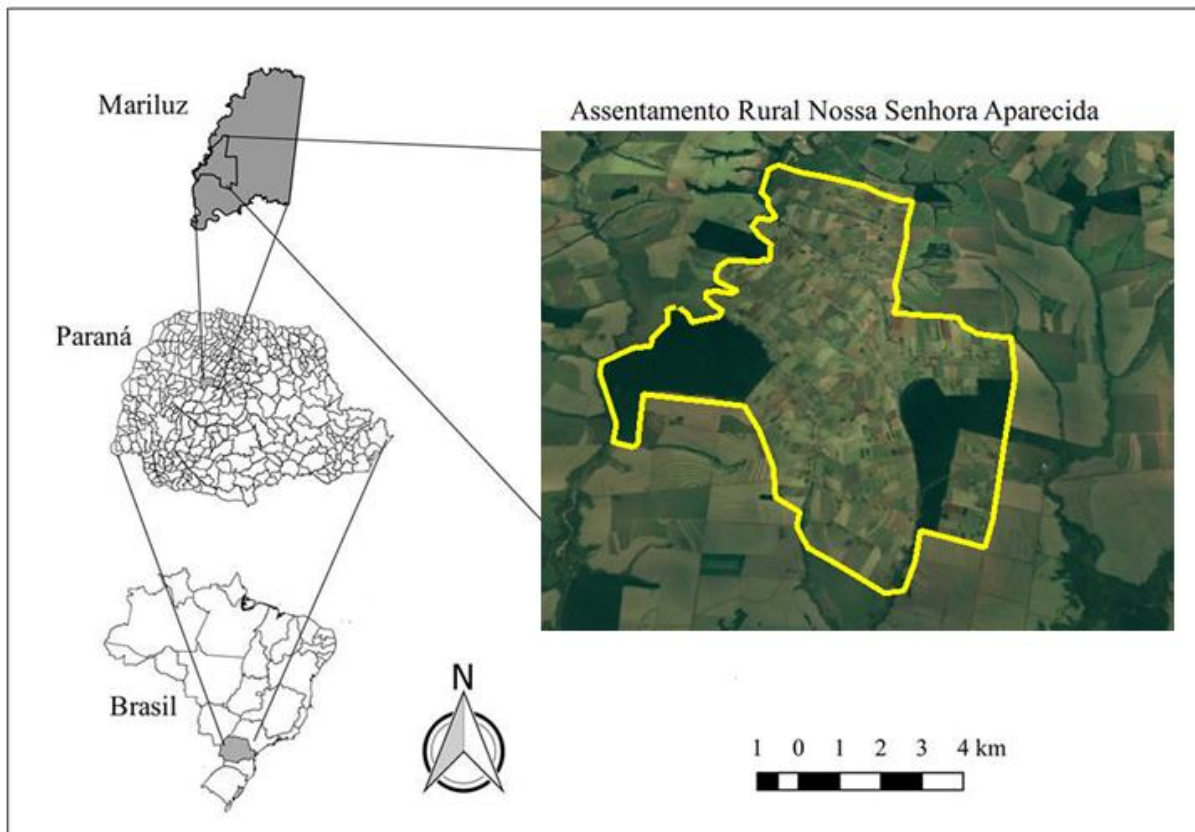 Mariluz
Assentamento Rural Nossa Senhora Aparecida
Paraná
Brasil
N
1 0 1 2 3 4 km